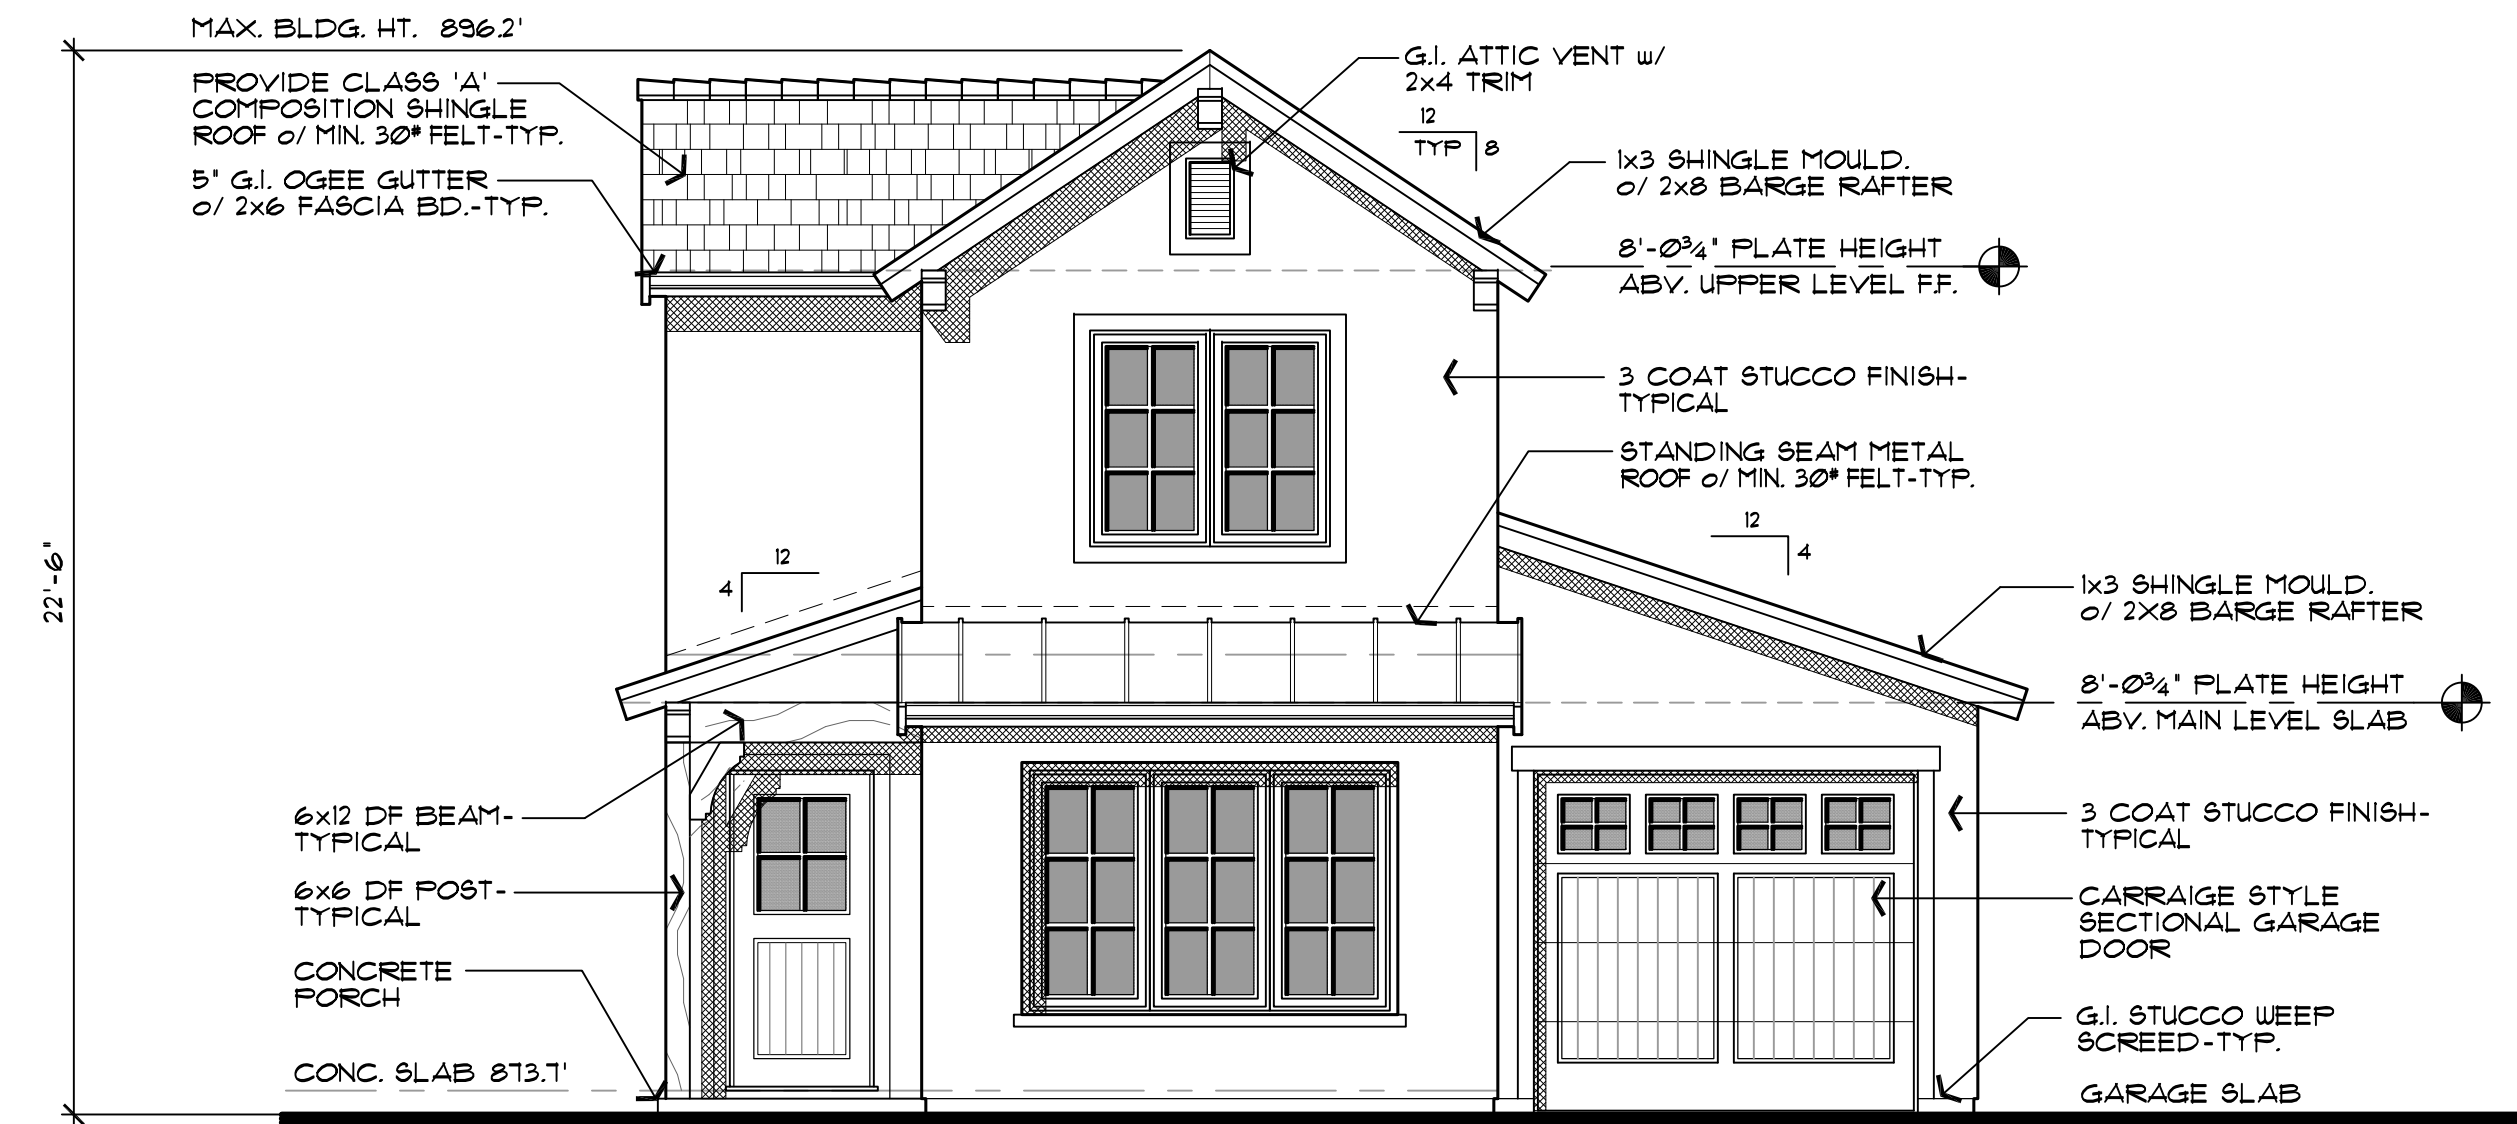 MAX. BLDG. HT. 896.2'
PROVIDE CLASS 'A'
COMPOSITION SHINGLE
ROOF o/ MIN. 30# FELT-TYP.
5" G.I. OGEE GUTTER
o/ 2x6 FASCIA BD.-TYP.
G.I. ATTIC VENT w/
2x4 TRIM
12
TYP 8
1x3 SHINGLE MOULD.
o/ 2x8 BARGE RAFTER
8'-0¾" PLATE HEIGHT
ABV. UPPER LEVEL F.F.
3 COAT STUCCO FINISH-
TYPICAL
STANDING SEAM METAL
ROOF o/ MIN. 30# FELT-TYP.
12
4
12
4
22'-6"
1x3 SHINGLE MOULD.
o/ 2X8 BARGE RAFTER
8'-0¾" PLATE HEIGHT
ABV. MAIN LEVEL SLAB
6x12 DF BEAM-
TYPICAL
6x6 DF POST-
TYPICAL
CONCRETE
PORCH
CONC. SLAB 873.7'
3 COAT STUCCO FINISH-
TYPICAL
CARRAIGE STYLE
SECTIONAL GARAGE
DOOR
G.I. STUCCO WEEP
SCREED-TYP.
GARAGE SLAB